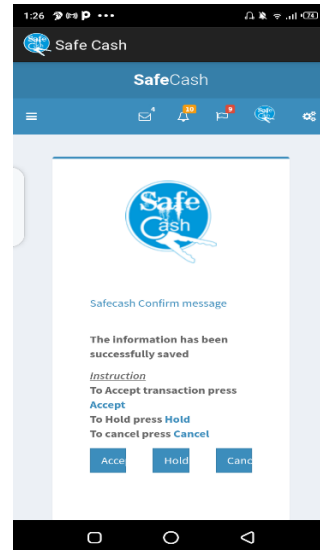 1:26
Safe Cash
SafeCash
4 10 9
Safe
Cash
Safecash Confirm message
The information has been
successfully saved
Instruction
To Accept transaction press
Accept
To Hold press Hold
To cancel press Cancel
Acce Hold Canc